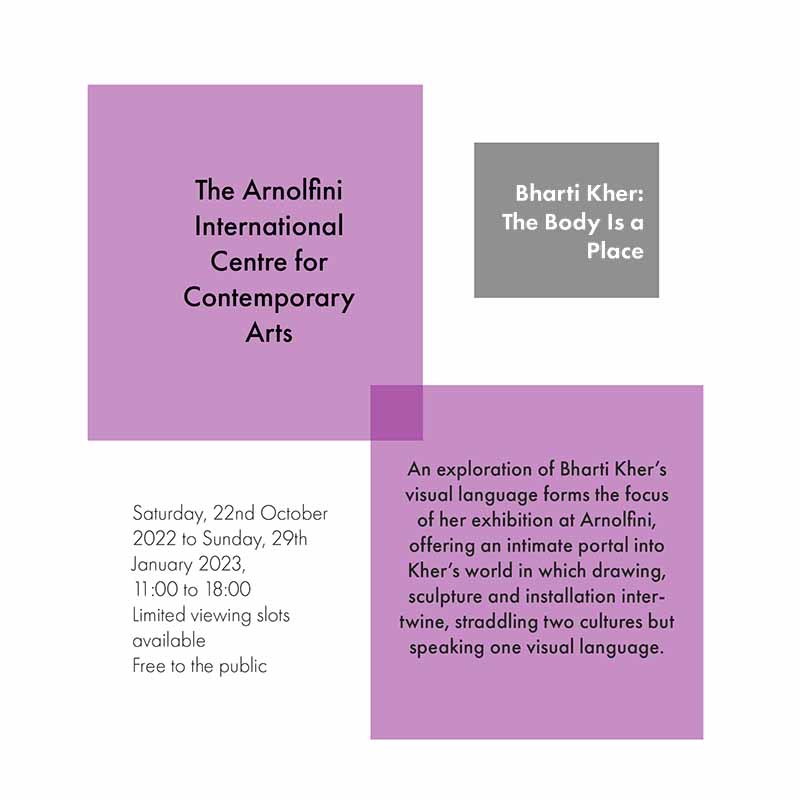 The Arnolfini
International
Centre for
Contemporary
Arts
Bharti Kher:
The Body Is a
Place
An exploration of Bharti Kher’s
visual language forms the focus
of her exhibition at Arnolfini,
offering an intimate portal into
Kher’s world in which drawing,
sculpture and installation inter-
twine, straddling two cultures but
speaking one visual language.
Saturday, 22nd October
2022 to Sunday, 29th
January 2023,
11:00 to 18:00
Limited viewing slots
available
Free to the public